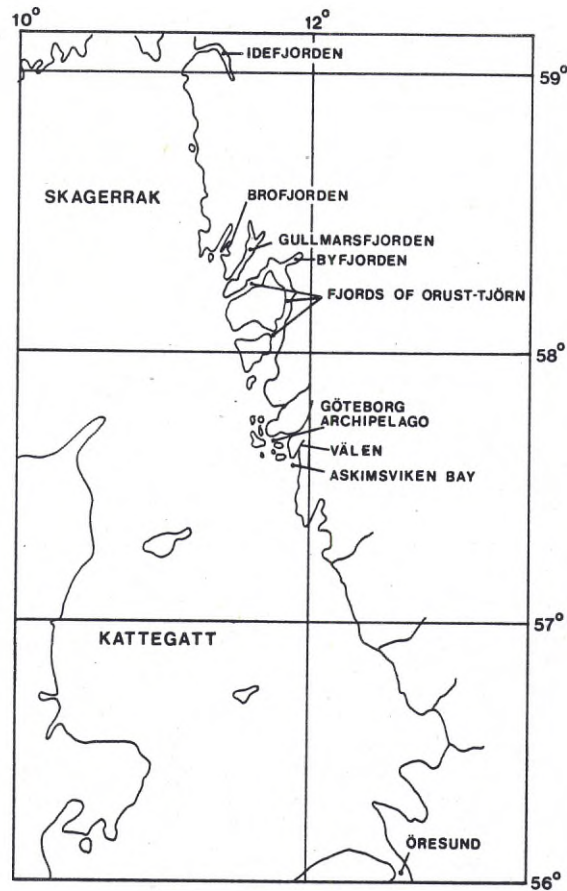 10°
12°
IDEFJORDEN
59°
SKAGERRAK
BROFJORDEN
GULLMARSFJORDEN
BYFJORDEN
FJORDS OF ORUST-TJÖRN
58°
GÖTEBORG
ARCHIPELAGO
VÄLEN
ASKIMSVIKEN BAY
57°
KATTEGATT
ÖRESUND
56°